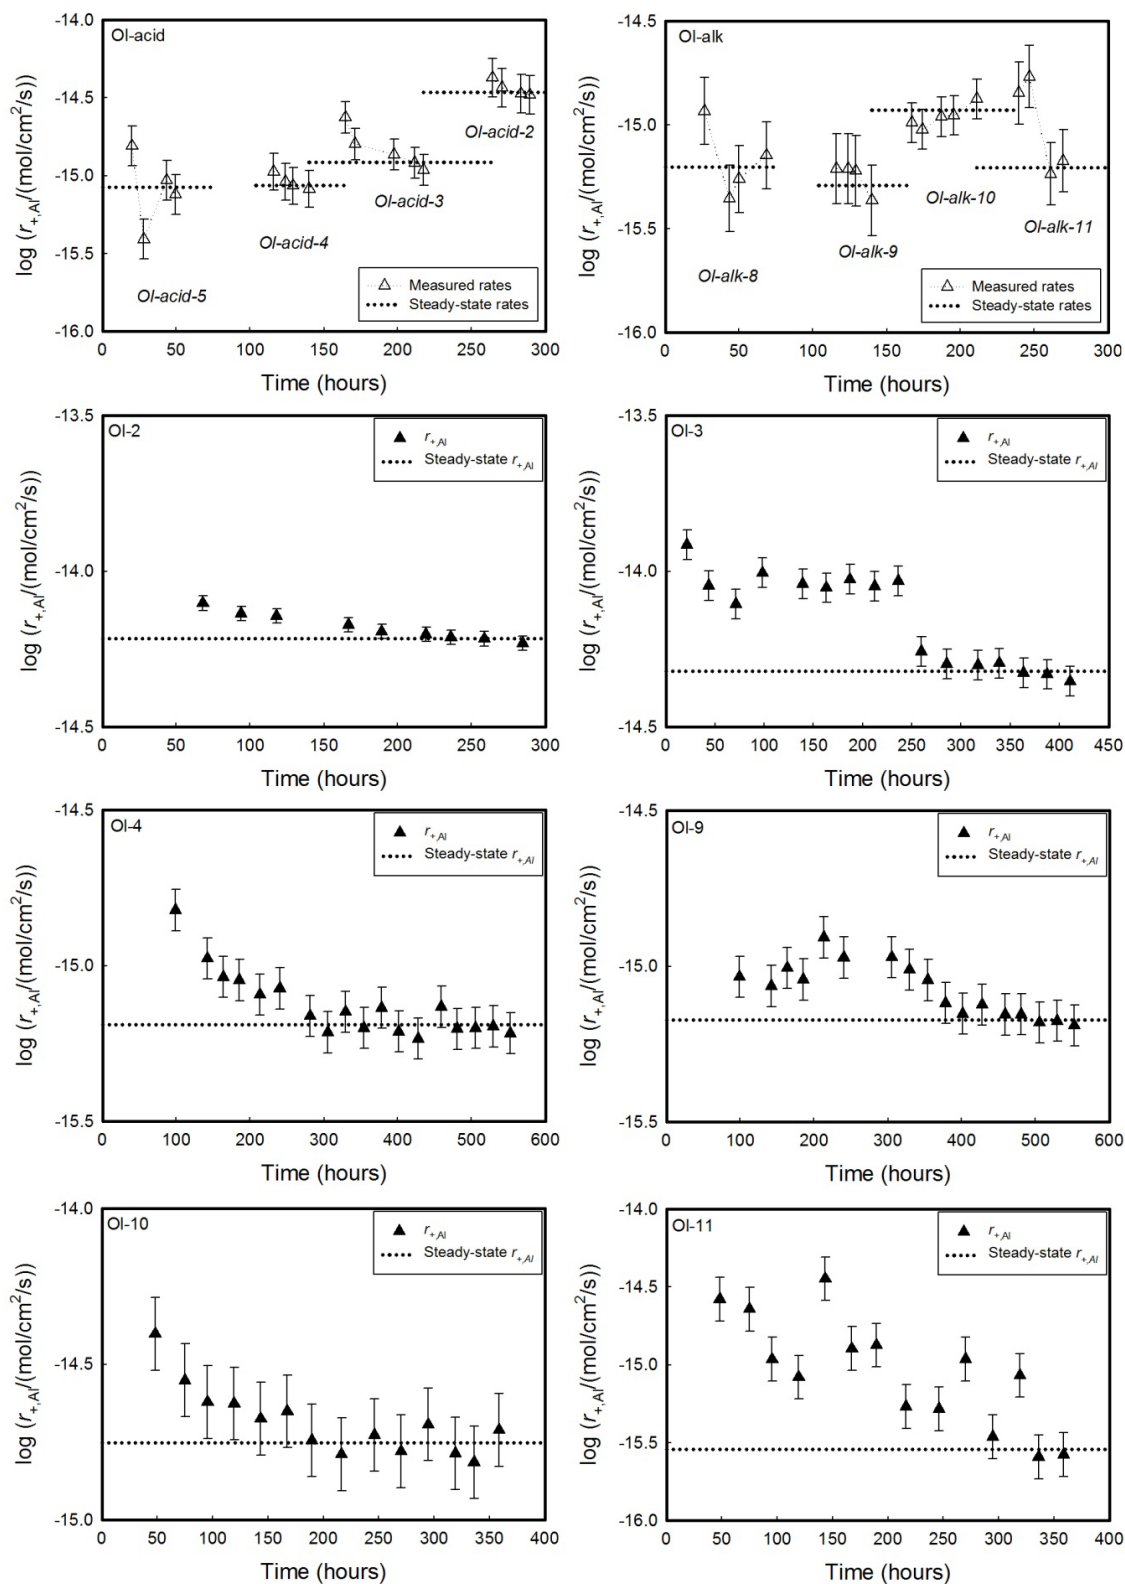 Ol-acid
log (r+,Al/(mol/cm²/s))
-14.0
-14.5
-15.0
-15.5
-16.0
Ol-acid-5
Ol-acid-4
Ol-acid-3
Ol-acid-2
Measured rates
Steady-state rates
0 50 100 150 200 250 300
Time (hours)
Ol-alk
log (r+,Al/(mol/cm²/s))
-14.5
-15.0
-15.5
-16.0
Ol-alk-8
Ol-alk-9
Ol-alk-10
Ol-alk-11
Measured rates
Steady-state rates
0 50 100 150 200 250 300
Time (hours)
Ol-2
log (r+,Al/(mol/cm²/s))
-13.5
-14.0
-14.5
r+,Al
Steady-state r+,Al
0 50 100 150 200 250 300
Time (hours)
Ol-3
log (r+,Al/(mol/cm²/s))
-13.5
-14.0
-14.5
r+,Al
Steady-state r+,Al
0 50 100 150 200 250 300 350 400 450
Time (hours)
Ol-4
log (r+,Al/(mol/cm²/s))
-14.5
-15.0
-15.5
r+,Al
Steady-state r+,Al
0 100 200 300 400 500 600
Time (hours)
Ol-9
log (r+,Al/(mol/cm²/s))
-14.5
-15.0
-15.5
r+,Al
Steady-state r+,Al
0 100 200 300 400 500 600
Time (hours)
Ol-10
log (r+,Al/(mol/cm²/s))
-14.0
-14.5
-15.0
r+,Al
Steady-state r+,Al
0 50 100 150 200 250 300 350 400
Time (hours)
Ol-11
log (r+,Al/(mol/cm²/s))
-14.0
-14.5
-15.0
-15.5
-16.0
r+,Al
Steady-state r+,Al
0 50 100 150 200 250 300 350 400
Time (hours)